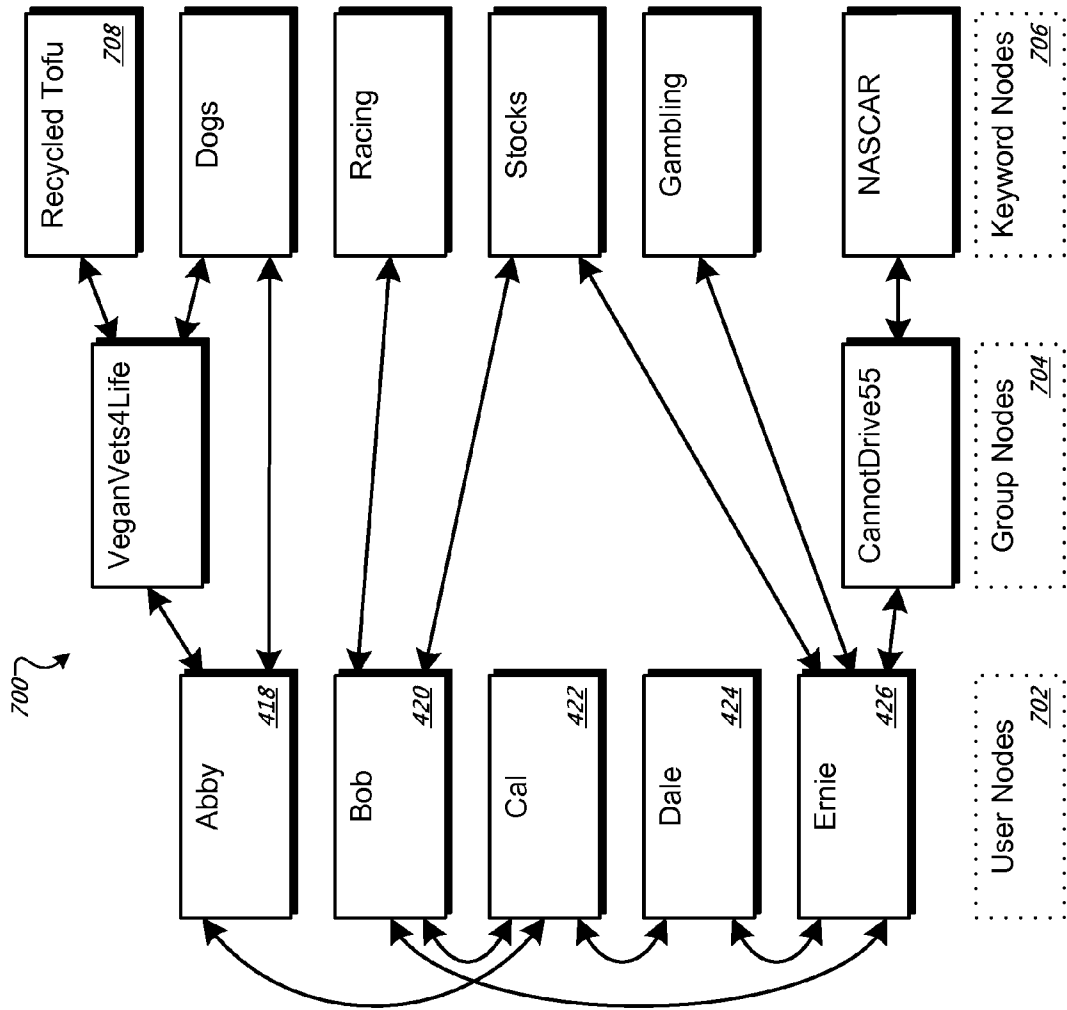 700
Abby
418
Bob
420
Cal
422
Dale
424
Ernie
426
User Nodes
702
VeganVets4Life
CannotDrive55
Group Nodes
704
Recycled Tofu
708
Dogs
Racing
Stocks
Gambling
NASCAR
Keyword Nodes
706